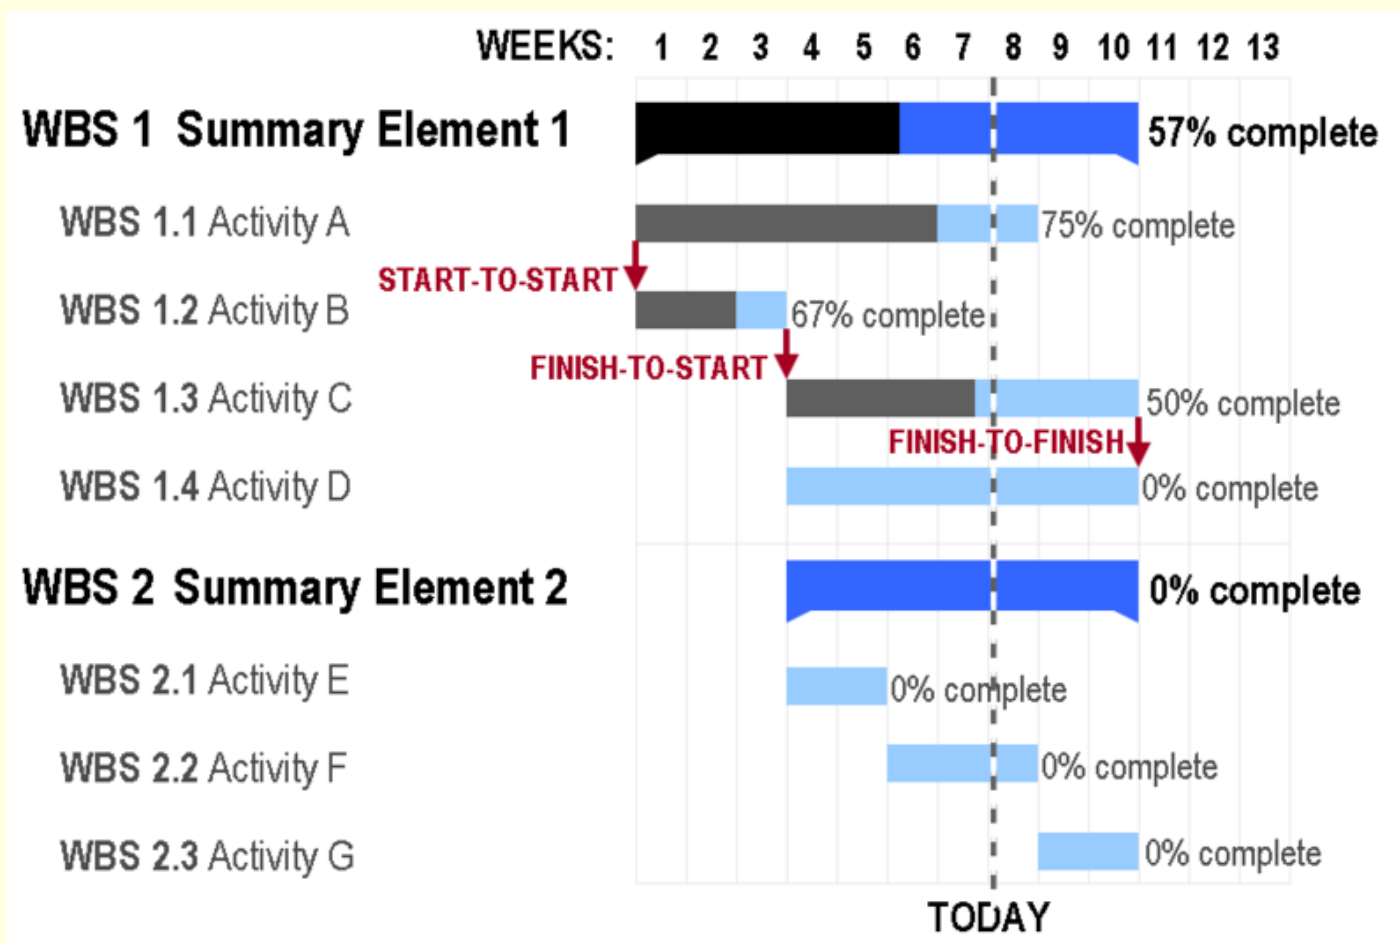 WEEKS: 1 2 3 4 5 6 7 8 9 10 11 12 13
WBS 1 Summary Element 1 57% complete
WBS 1.1 Activity A 75% complete
START-TO-START
WBS 1.2 Activity B 67% complete
FINISH-TO-START
WBS 1.3 Activity C 50% complete
FINISH-TO-FINISH
WBS 1.4 Activity D 0% complete
WBS 2 Summary Element 2 0% complete
WBS 2.1 Activity E 0% complete
WBS 2.2 Activity F 0% complete
WBS 2.3 Activity G 0% complete
TODAY